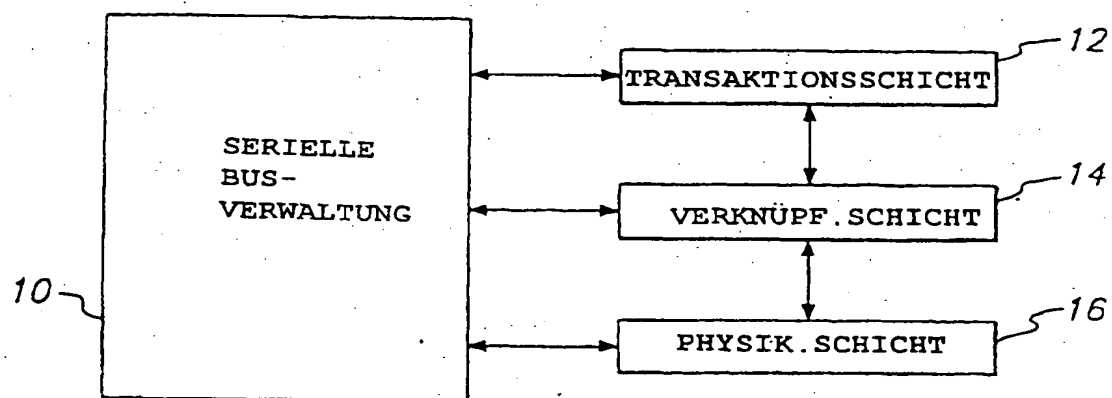 12
TRANSAKTIONSSCHICHT
SERIELLE
BUS-
VERWALTUNG
14
VERKNÜPF.SCHICHT
10
16
PHYSIK.SCHICHT